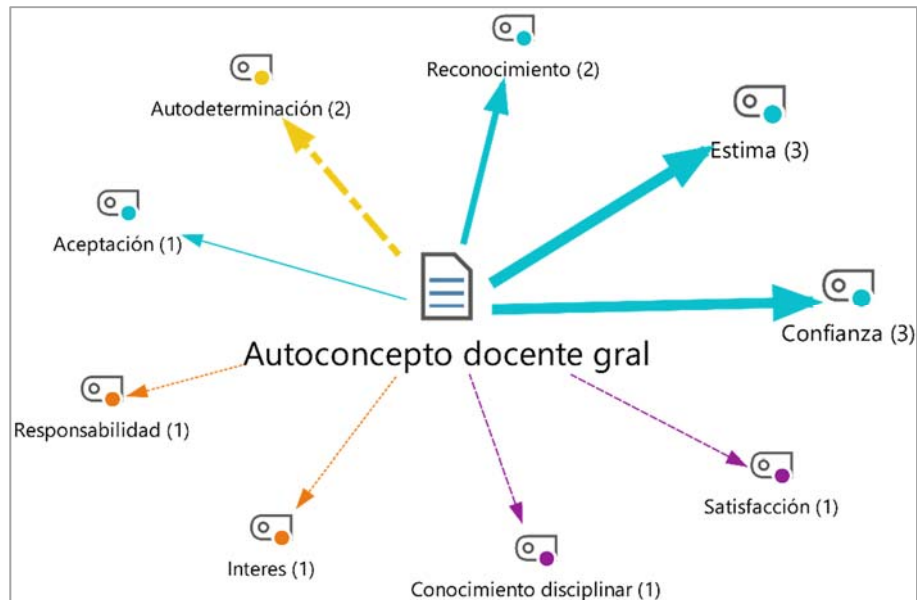 Reconocimiento (2)
Autodeterminación (2)
Estima (3)
Aceptación (1)
Confianza (3)
Autoconcepto docente gral
Responsabilidad (1)
Satisfacción (1)
Interes (1)
Conocimiento disciplinar (1)